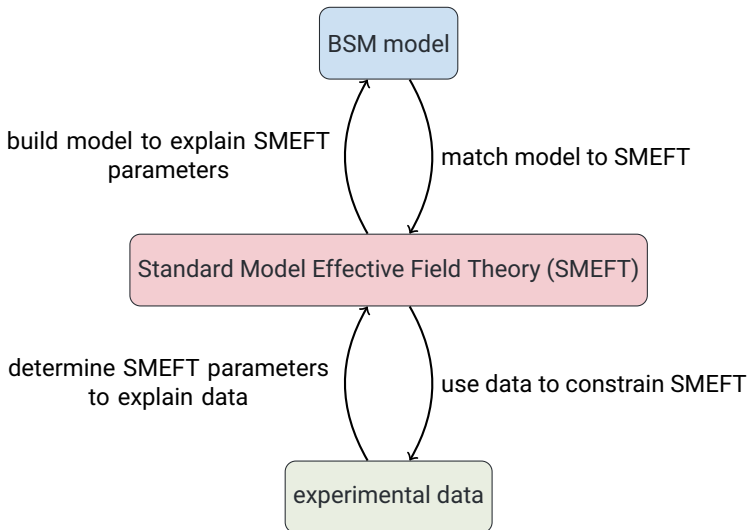 BSM model
build model to explain SMEFT
parameters
match model to SMEFT
Standard Model Effective Field Theory (SMEFT)
determine SMEFT parameters
to explain data
use data to constrain SMEFT
experimental data